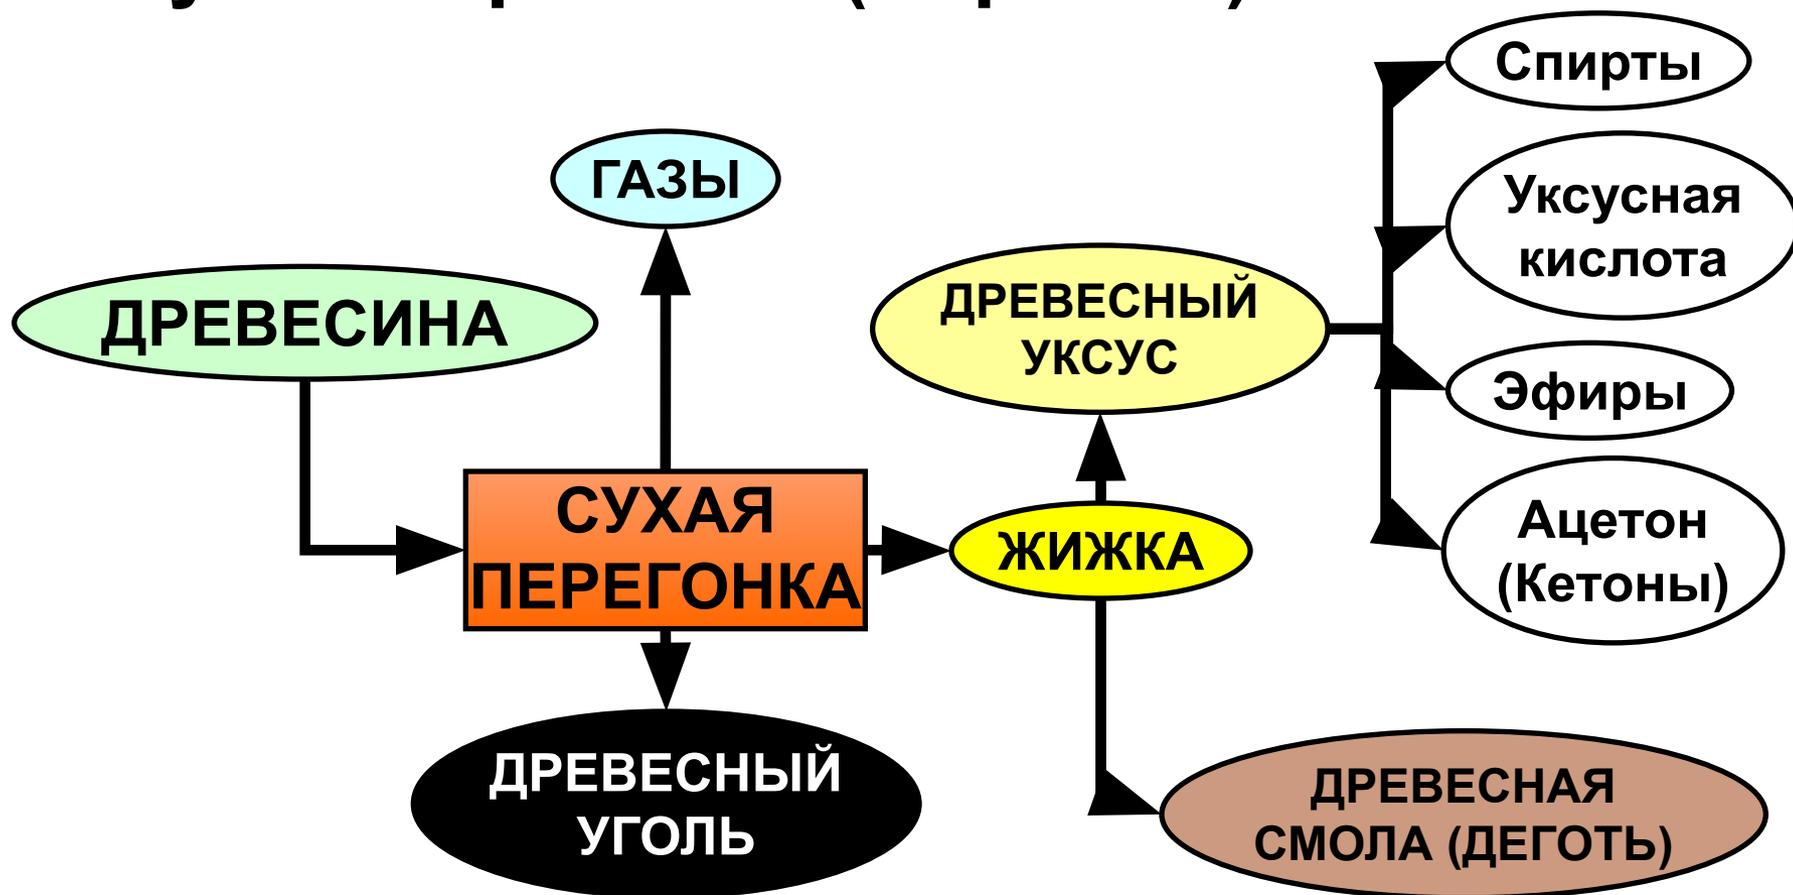 ГАЗЫ
ДРЕВЕСИНА
СУХАЯ
ПЕРЕГОНКА
ДРЕВЕСНЫЙ
УГОЛЬ
ЖИЖКА
ДРЕВЕСНЫЙ
УКСУС
Спирты
Уксусная
кислота
Эфиры
Ацетон
(Кетоны)
ДРЕВЕСНАЯ
СМОЛА (ДЕГОТЬ)